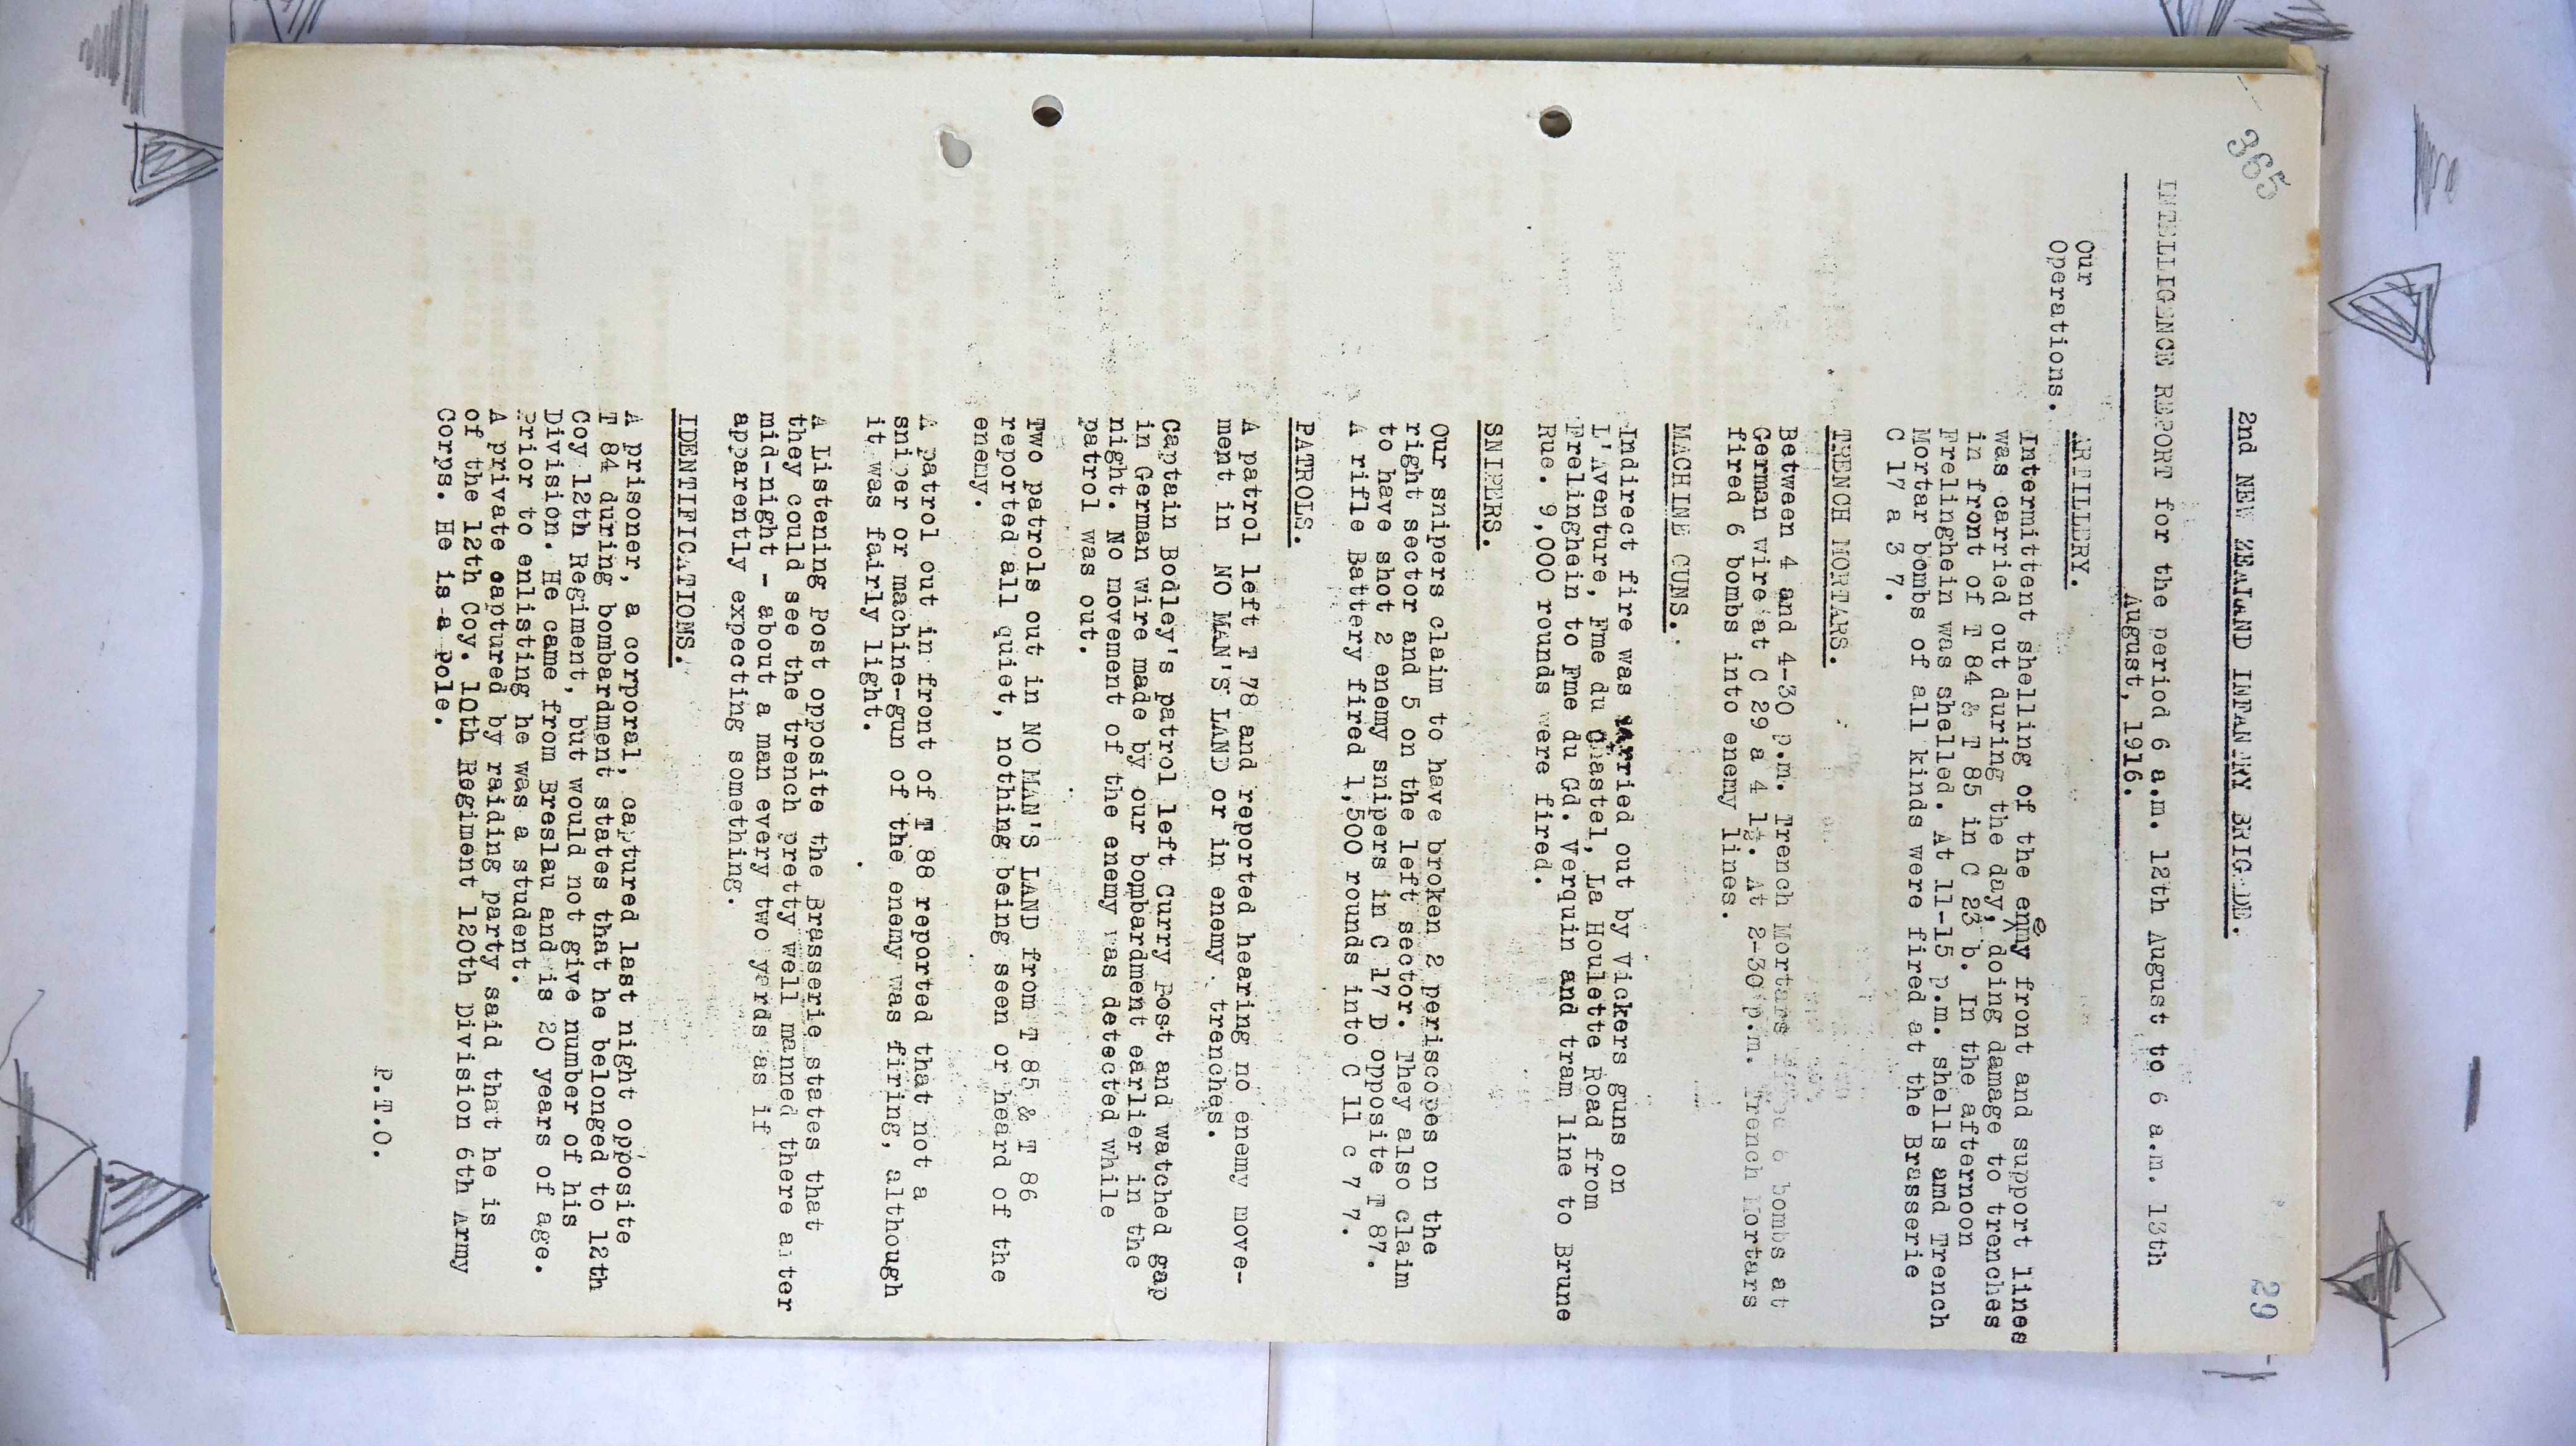 365
29
2nd NEW ZEALAND INFANTRY BRIGADE.
INTELLIGENCE REPORT for the period 6 a.m. 12th August to 6 a.m. 13th
August, 1916.
Our
Operations.
ARTILLERY.
Intermittent shelling of the enemy front and support lines
was carried out during the day, doing damage to trenches
in front of T 84 & T 85 in C 23 b. In the afternoon
Frelinghein was shelled. At 11-15 p.m. shells amd Trench
Mortar bombs of all kinds were fired at the Brasserie
C 17 a 3 7.
TRENCH MORTARS.
Between 4 and 4-30 p.m. Trench Mortars fired 6 bombs at
German wire at C 29 a 4 1½. At 2-30 p.m. Trench Mortars
fired 6 bombs into enemy lines.
MACHINE GUNS.
Indirect fire was carried out by Vickers guns on
L'Aventure, Fme du Chastel, La Houlette Road from
Frelinghein to Fme du Gd. Verquin and tram line to Brune
Rue. 9,000 rounds were fired.
SNIPERS.
Our snipers claim to have broken 2 periscopes on the
right sector and 5 on the left sector. They also claim
to have shot 2 enemy snipers in C 17 D opposite T 87.
A rifle Battery fired 1,500 rounds into C 11 c 7 7.
PATROLS.
A patrol left T 78 and reported hearing no enemy move-
ment in NO MAN'S LAND or in enemy trenches.
Captain Bodley's patrol left Curry Post and watched gap
in German wire made by our bombardment earlier in the
night. No movement of the enemy was detected while
patrol was out.
Two patrols out in NO MAN'S LAND from T 85 & T 86
reported all quiet, nothing being seen or heard of the
enemy.
A patrol out in front of T 88 reported that not a
sniper or machine-gun of the enemy was firing, although
it was fairly light.
A Listening Post opposite the Brasserie states that
they could see the trench pretty well manned there after
mid-night - about a man every two yards as if
apparently expecting something.
IDENTIFICATIONS.
A prisoner, a corporal, captured last night opposite
T 84 during bombardment states that he belonged to 12th
Coy 12th Regiment, but would not give number of his
Division. He came from Breslau and is 20 years of age.
Prior to enlisting he was a student.
A private captured by raiding party said that he is
of the 12th Coy. 10th Regiment 120th Division 6th Army
Corps. He is a Pole.
P.T.O.